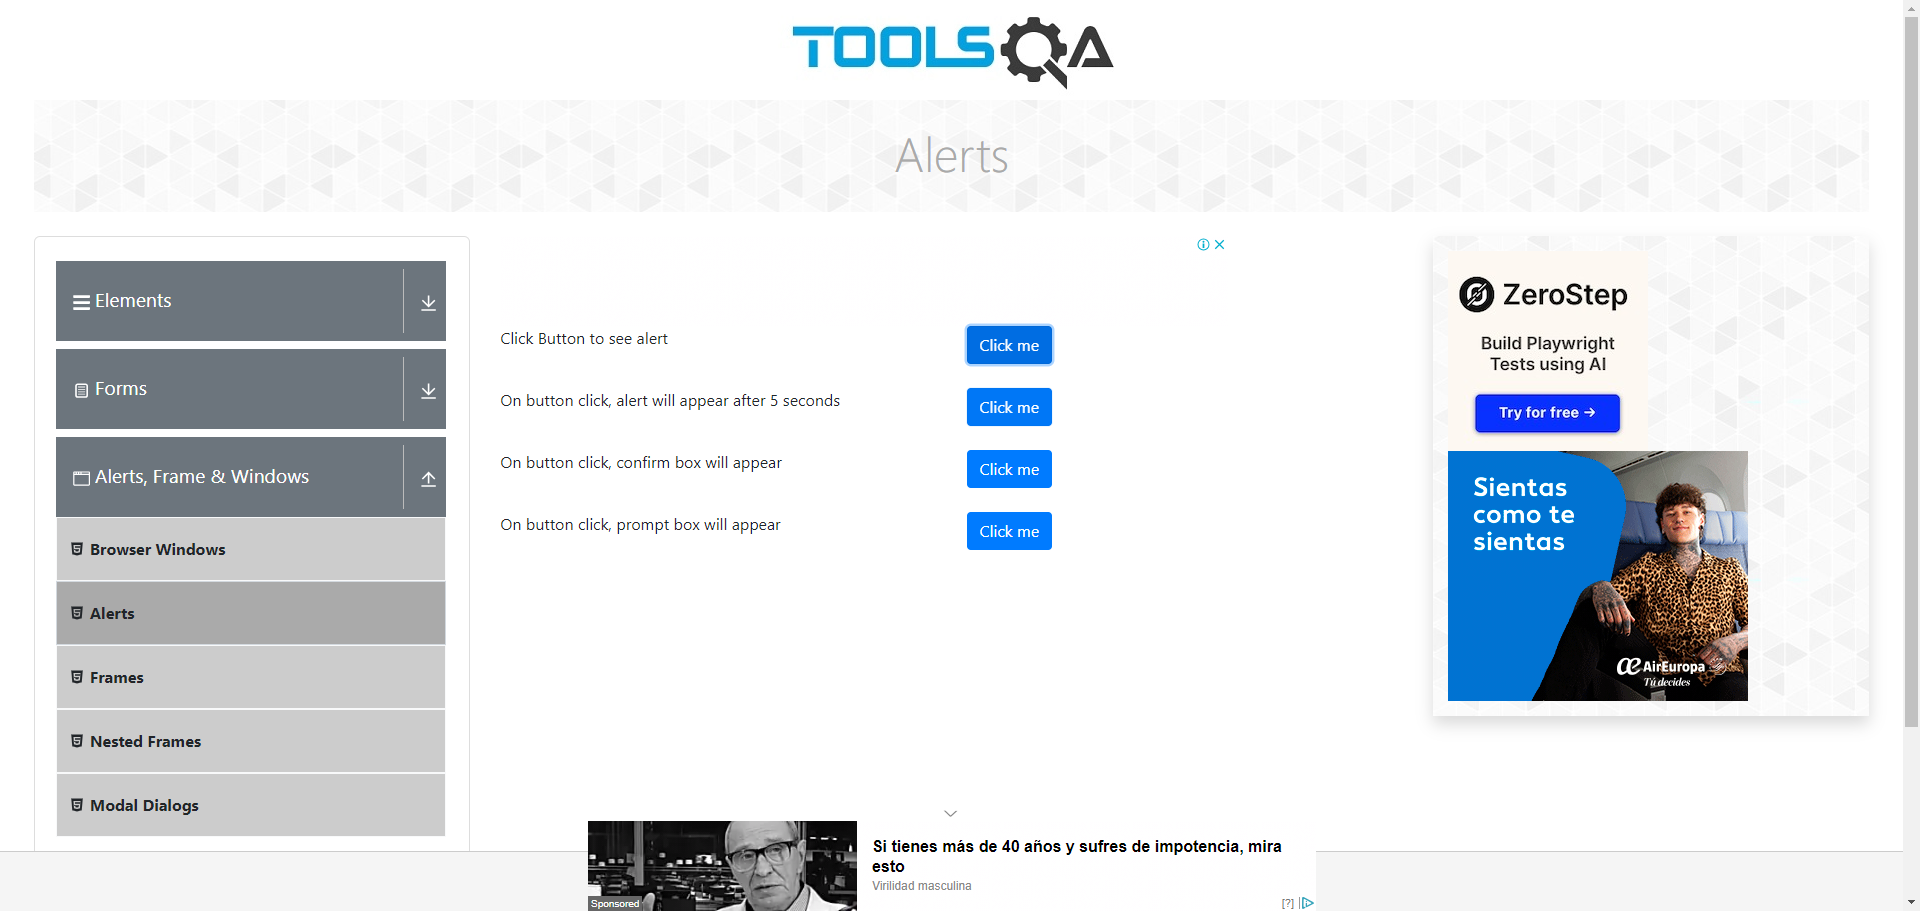 TOOLSQA
Alerts
Elements
Forms
Alerts, Frame & Windows
Browser Windows
Alerts
Frames
Nested Frames
Modal Dialogs
Click Button to see alert
Click me
On button click, alert will appear after 5 seconds
Click me
On button click, confirm box will appear
Click me
On button click, prompt box will appear
Click me
ZeroStep
Build Playwright
Tests using AI
Try for free →
Sientas
como te
sientas
AirEuropa
Tú decides
Si tienes más de 40 años y sufres de impotencia, mira
esto
Virilidad masculina
Sponsored
[?]